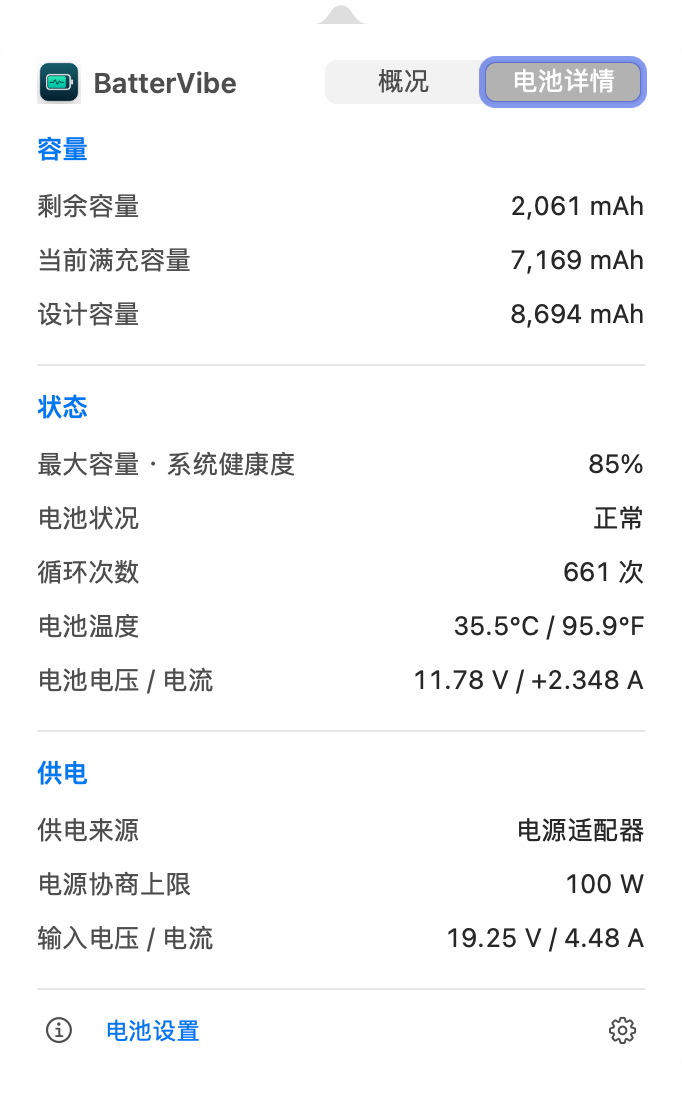 BatterVibe 概况 电池详情
容量
剩余容量 2,061 mAh
当前满充容量 7,169 mAh
设计容量 8,694 mAh
状态
最大容量 · 系统健康度 85%
电池状况 正常
循环次数 661 次
电池温度 35.5°C / 95.9°F
电池电压 / 电流 11.78 V / +2.348 A
供电
供电来源 电源适配器
电源协商上限 100 W
输入电压 / 电流 19.25 V / 4.48 A
电池设置